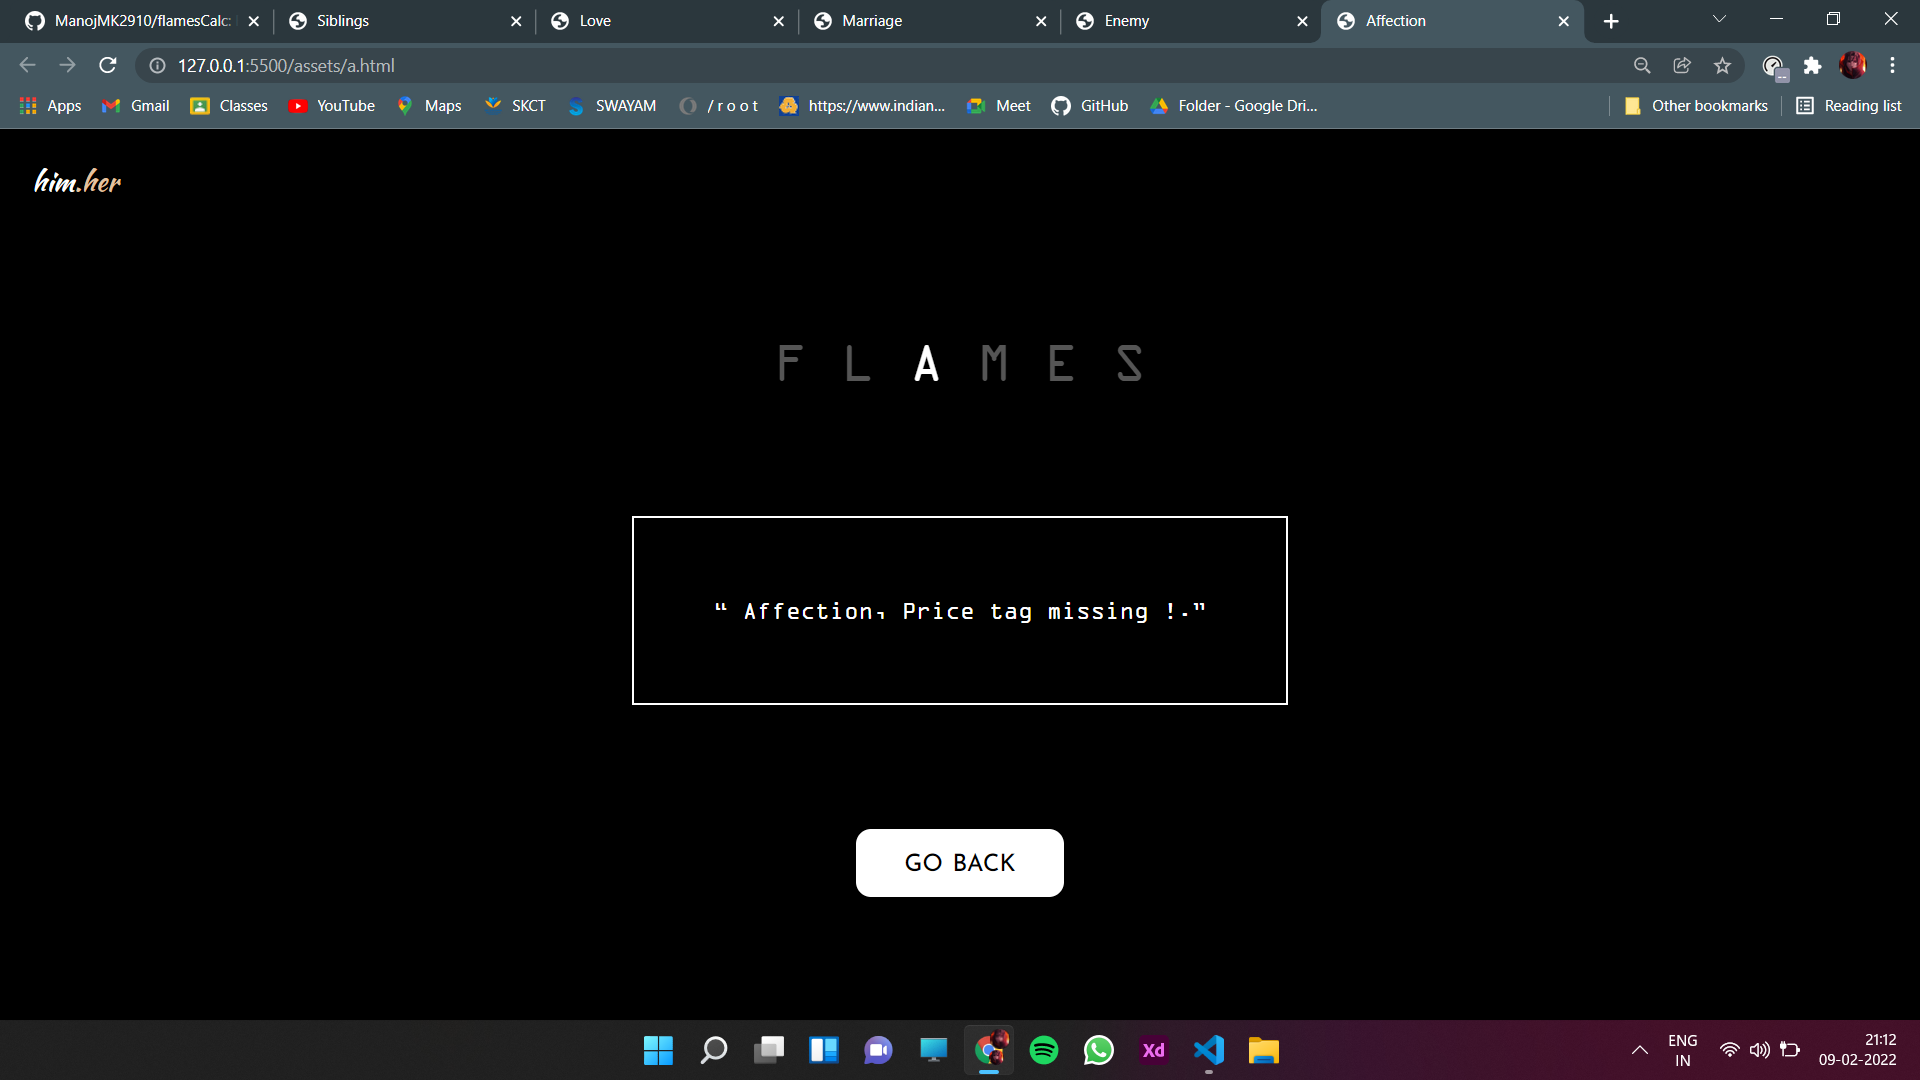 ManojMK2910/flamesCalc:
Siblings
Love
Marriage
Enemy
Affection
127.0.0.1:5500/assets/a.html
Apps
Gmail
Classes
YouTube
Maps
SKCT
SWAYAM
/ r o o t
https://www.indian...
Meet
GitHub
Folder - Google Dri...
Other bookmarks
Reading list
him.her
F L A M E S
“ Affection, Price tag missing !.”
GO BACK
Xd
ENG
IN
21:12
09-02-2022